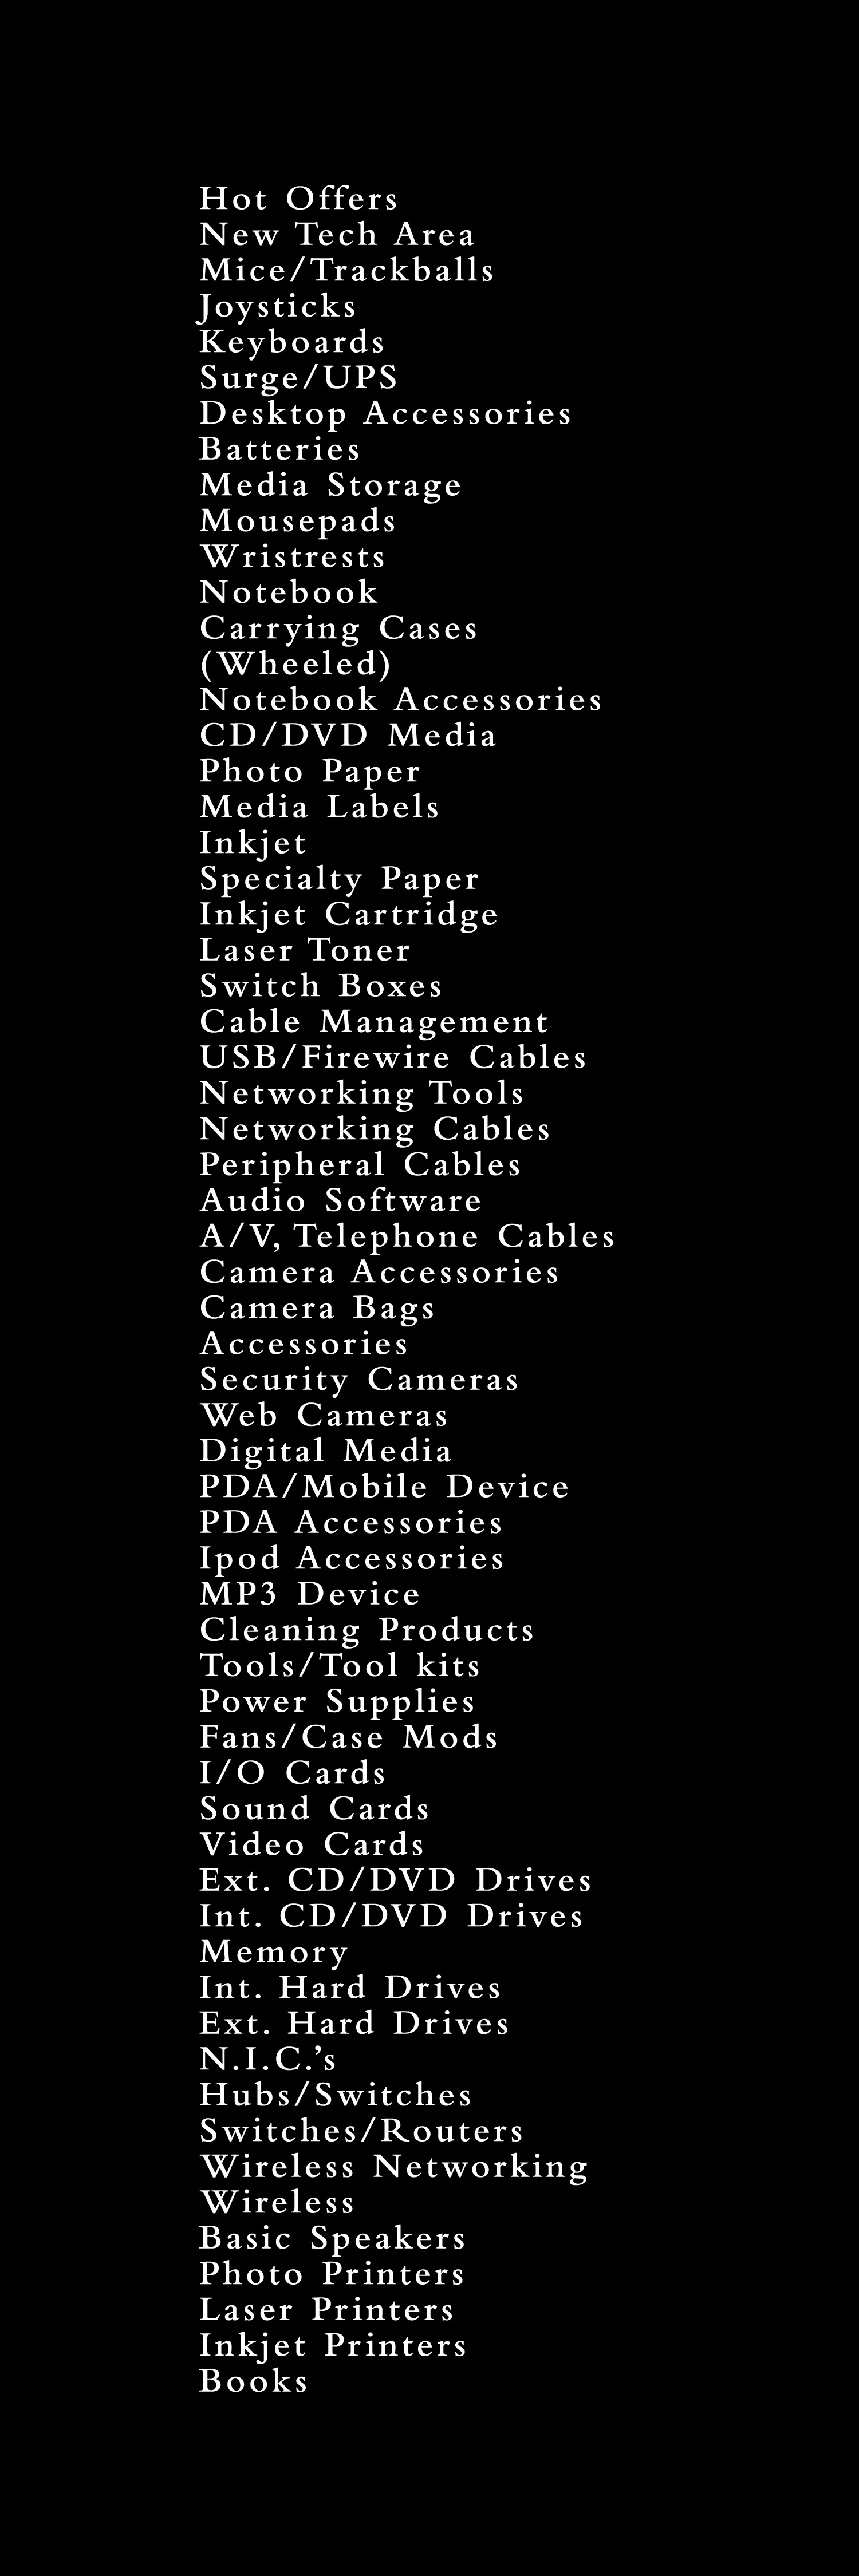 Hot Offers
New Tech Area
Mice/Trackballs
Joysticks
Keyboards
Surge/UPS
Desktop Accessories
Batteries
Media Storage
Mousepads
Wristrests
Notebook
Carrying Cases
(Wheeled)
Notebook Accessories
CD/DVD Media
Photo Paper
Media Labels
Inkjet
Specialty Paper
Inkjet Cartridge
Laser Toner
Switch Boxes
Cable Management
USB/Firewire Cables
Networking Tools
Networking Cables
Peripheral Cables
Audio Software
A/V, Telephone Cables
Camera Accessories
Camera Bags
Accessories
Security Cameras
Web Cameras
Digital Media
PDA/Mobile Device
PDA Accessories
Ipod Accessories
MP3 Device
Cleaning Products
Tools/Tool kits
Power Supplies
Fans/Case Mods
I/O Cards
Sound Cards
Video Cards
Ext. CD/DVD Drives
Int. CD/DVD Drives
Memory
Int. Hard Drives
Ext. Hard Drives
N.I.C.’s
Hubs/Switches
Switches/Routers
Wireless Networking
Wireless
Basic Speakers
Photo Printers
Laser Printers
Inkjet Printers
Books